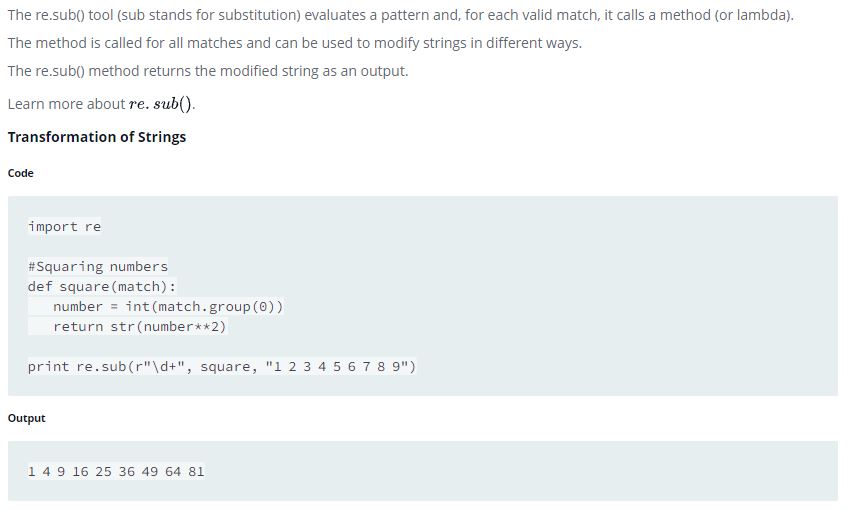 The re.sub() tool (sub stands for substitution) evaluates a pattern and, for each valid match, it calls a method (or lambda).
The method is called for all matches and can be used to modify strings in different ways.
The re.sub() method returns the modified string as an output.
Learn more about re. sub().
Transformation of Strings
Code
import re
#Squaring numbers
def square(match):
    number = int(match.group(0))
    return str(number**2)
print re.sub(r"\d+", square, "1 2 3 4 5 6 7 8 9")
Output
1 4 9 16 25 36 49 64 81